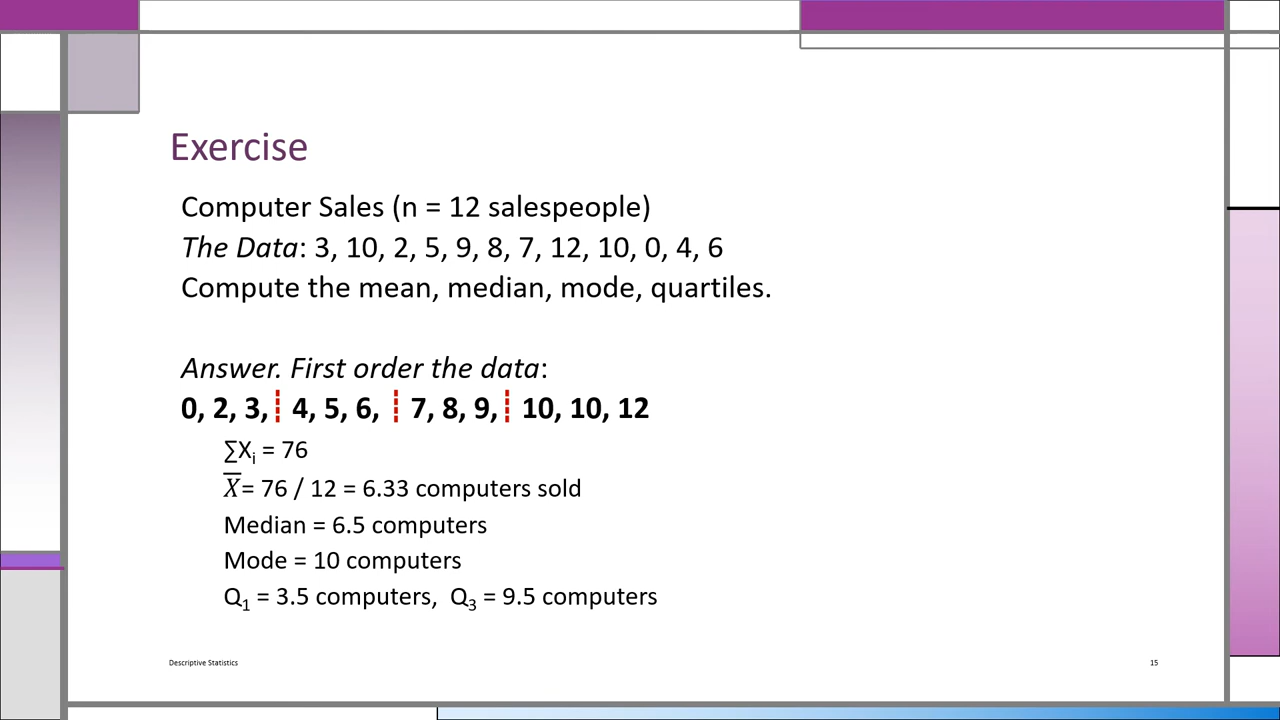 Exercise
Computer Sales (n = 12 salespeople)
The Data: 3, 10, 2, 5, 9, 8, 7, 12, 10, 0, 4, 6
Compute the mean, median, mode, quartiles.
Answer. First order the data:
0, 2, 3,┊ 4, 5, 6, ┊ 7, 8, 9,┊ 10, 10, 12
∑Xᵢ = 76
X̅= 76 / 12 = 6.33 computers sold
Median = 6.5 computers
Mode = 10 computers
Q₁ = 3.5 computers, Q₃ = 9.5 computers
Descriptive Statistics
15